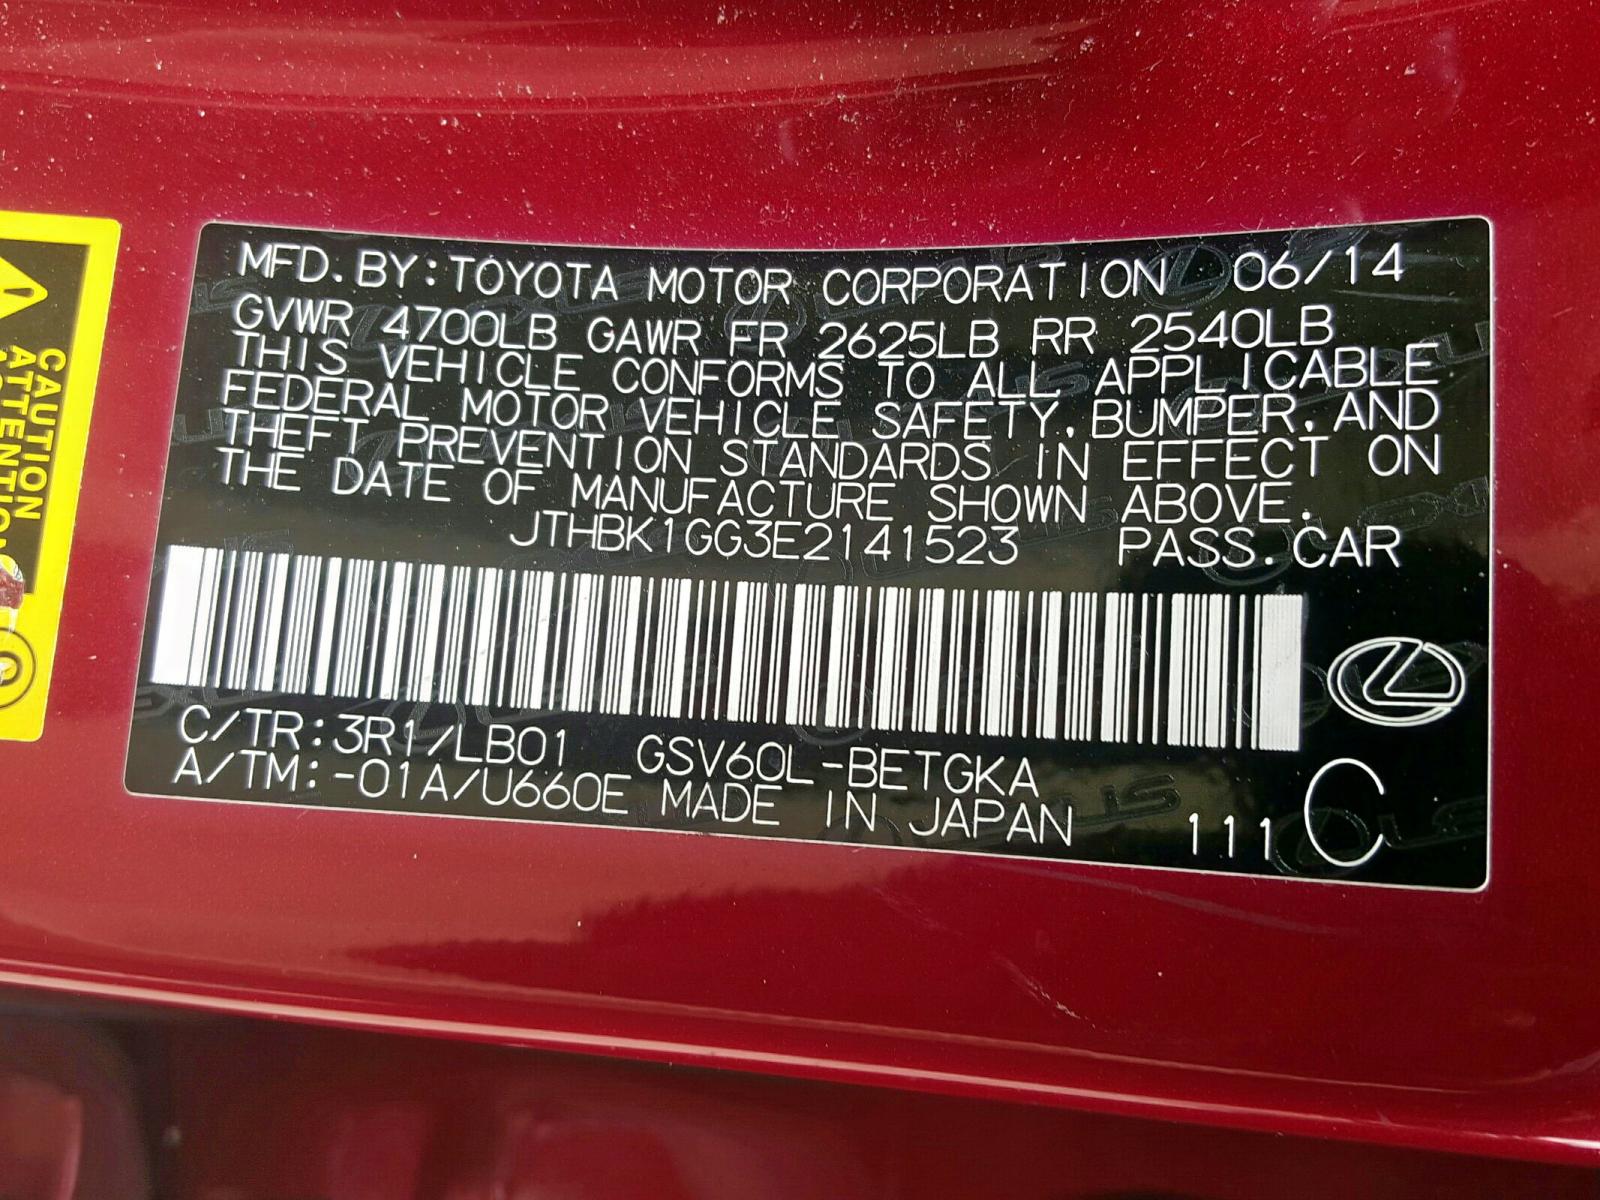 MFD.BY:TOYOTA MOTOR CORPORATION 06/14
GVWR 4700LB GAWR FR 2625LB RR 2540LB
THIS VEHICLE CONFORMS TO ALL APPLICABLE
FEDERAL MOTOR VEHICLE SAFETY,BUMPER,AND
THEFT PREVENTION STANDARDS IN EFFECT ON
THE DATE OF MANUFACTURE SHOWN ABOVE.
JTHBK1GG3E2141523 PASS.CAR
C/TR:3R1/LB01 GSV60L-BETGKA
A/TM:-01A/U660E MADE IN JAPAN 111 C
CAUTION
ATTENTION